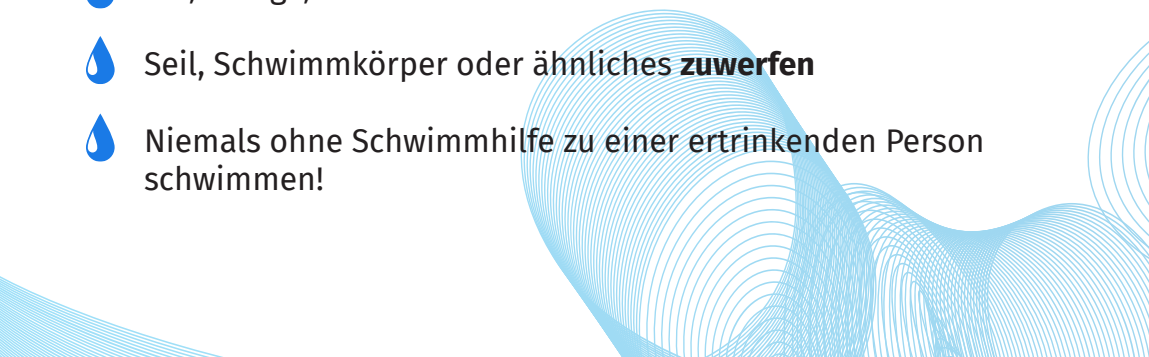 Seil, Schwimmkörper oder ähnliches zuwerfen
Niemals ohne Schwimmhilfe zu einer ertrinkenden Person
schwimmen!